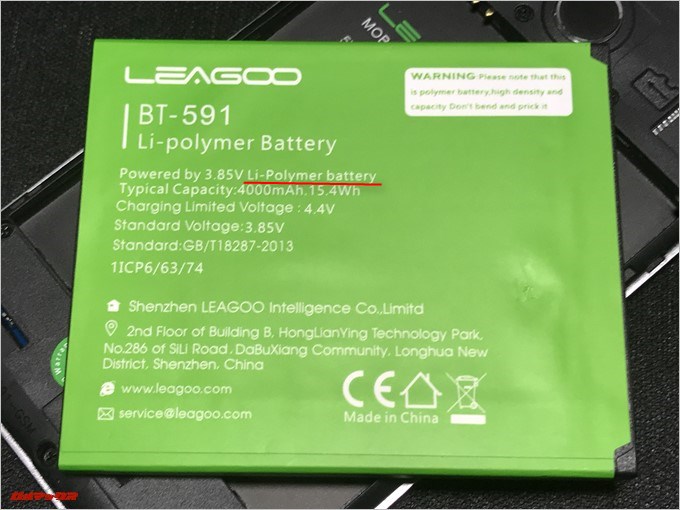 MOR
LEAGOO
WARNING:Please note that this
is polymer battery,high density and
capacity Don't bend and prick it
BT-591
Li-polymer Battery
Powered by 3.85V Li-Polymer battery
Typical Capacity:4000mAh.15.4Wh
Charging Limited Voltage : 4.4V
Standard Voltage:3.85V
Standard:GB/T18287-2013
1ICP6/63/74
Shenzhen LEAGOO Intelligence Co.,Limitd
2nd Floor of Building B, HongLianYing Technology Park,
No.286 of SiLi Road, DaBuXiang Community, Longhua New
District, Shenzhen, China
www.leagoo.com
service@leagoo.com
CE
Made in China